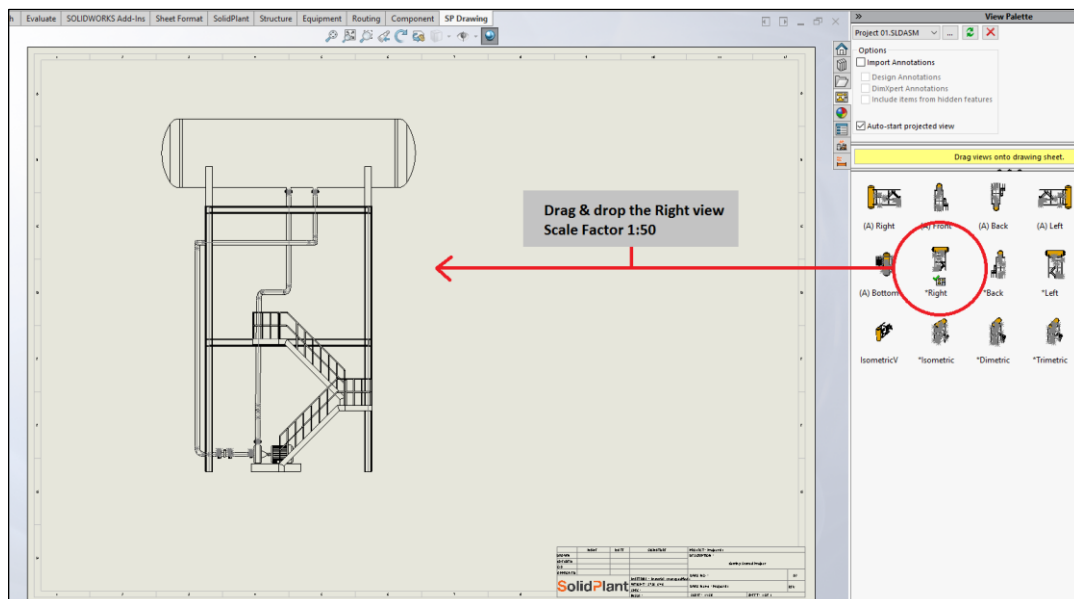 h Evaluate SOLIDWORKS Add-Ins Sheet Format SolidPlant Structure Equipment Routing Component SP Drawing
View Palette
Project 01.SLDASM
...
Options
Import Annotations
Design Annotations
DimXpert Annotations
Include items from hidden features
Auto-start projected view
Drag views onto drawing sheet.
(A) Right (A) Front (A) Back (A) Left
Drag & drop the Right view
Scale Factor 1:50
(A) Bottom *Right *Back *Left
IsometricV *Isometric *Dimetric *Trimetric
SolidPlant